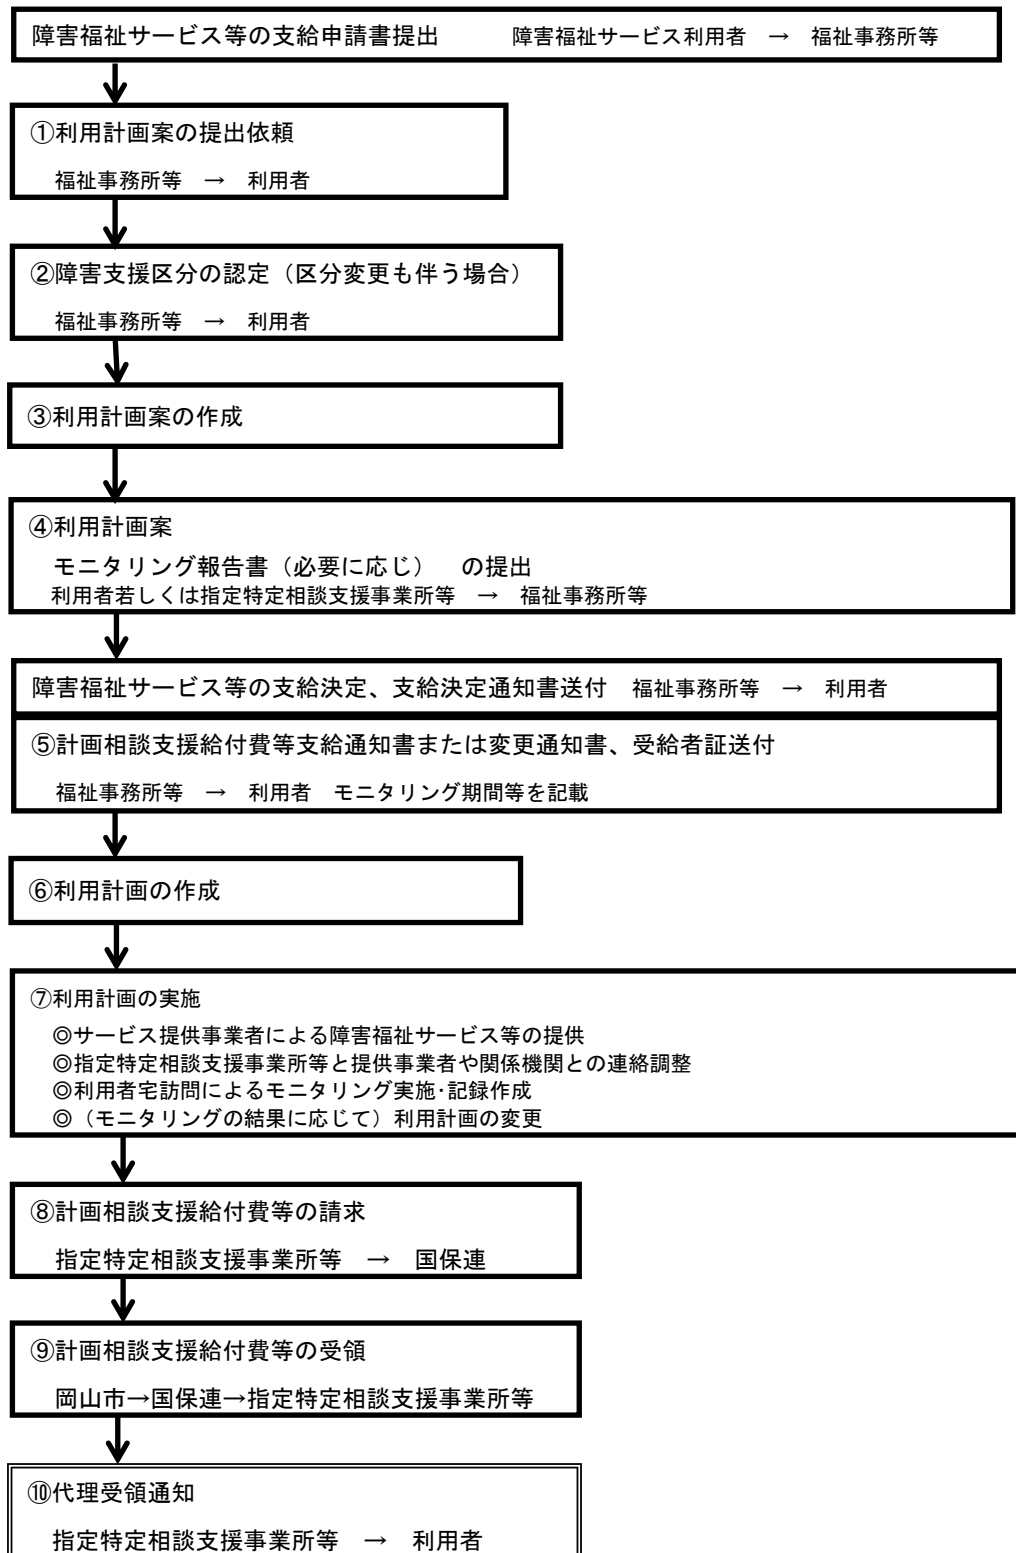 障害福祉サービス等の支給申請書提出　　障害福祉サービス利用者　→　福祉事務所等
①利用計画案の提出依頼
福祉事務所等　→　利用者
②障害支援区分の認定（区分変更も伴う場合）
福祉事務所等　→　利用者
③利用計画案の作成
④利用計画案
モニタリング報告書（必要に応じ）　の提出
利用者若しくは指定特定相談支援事業所等　→　福祉事務所等
障害福祉サービス等の支給決定、支給決定通知書送付　福祉事務所等　→　利用者
⑤計画相談支援給付費等支給通知書または変更通知書、受給者証送付
福祉事務所等　→　利用者　モニタリング期間等を記載
⑥利用計画の作成
⑦利用計画の実施
◎サービス提供事業者による障害福祉サービス等の提供
◎指定特定相談支援事業所等と提供事業者や関係機関との連絡調整
◎利用者宅訪問によるモニタリング実施･記録作成
◎（モニタリングの結果に応じて）利用計画の変更
⑧計画相談支援給付費等の請求
指定特定相談支援事業所等　→　国保連
⑨計画相談支援給付費等の受領
岡山市→国保連→指定特定相談支援事業所等
⑩代理受領通知
指定特定相談支援事業所等　→　利用者